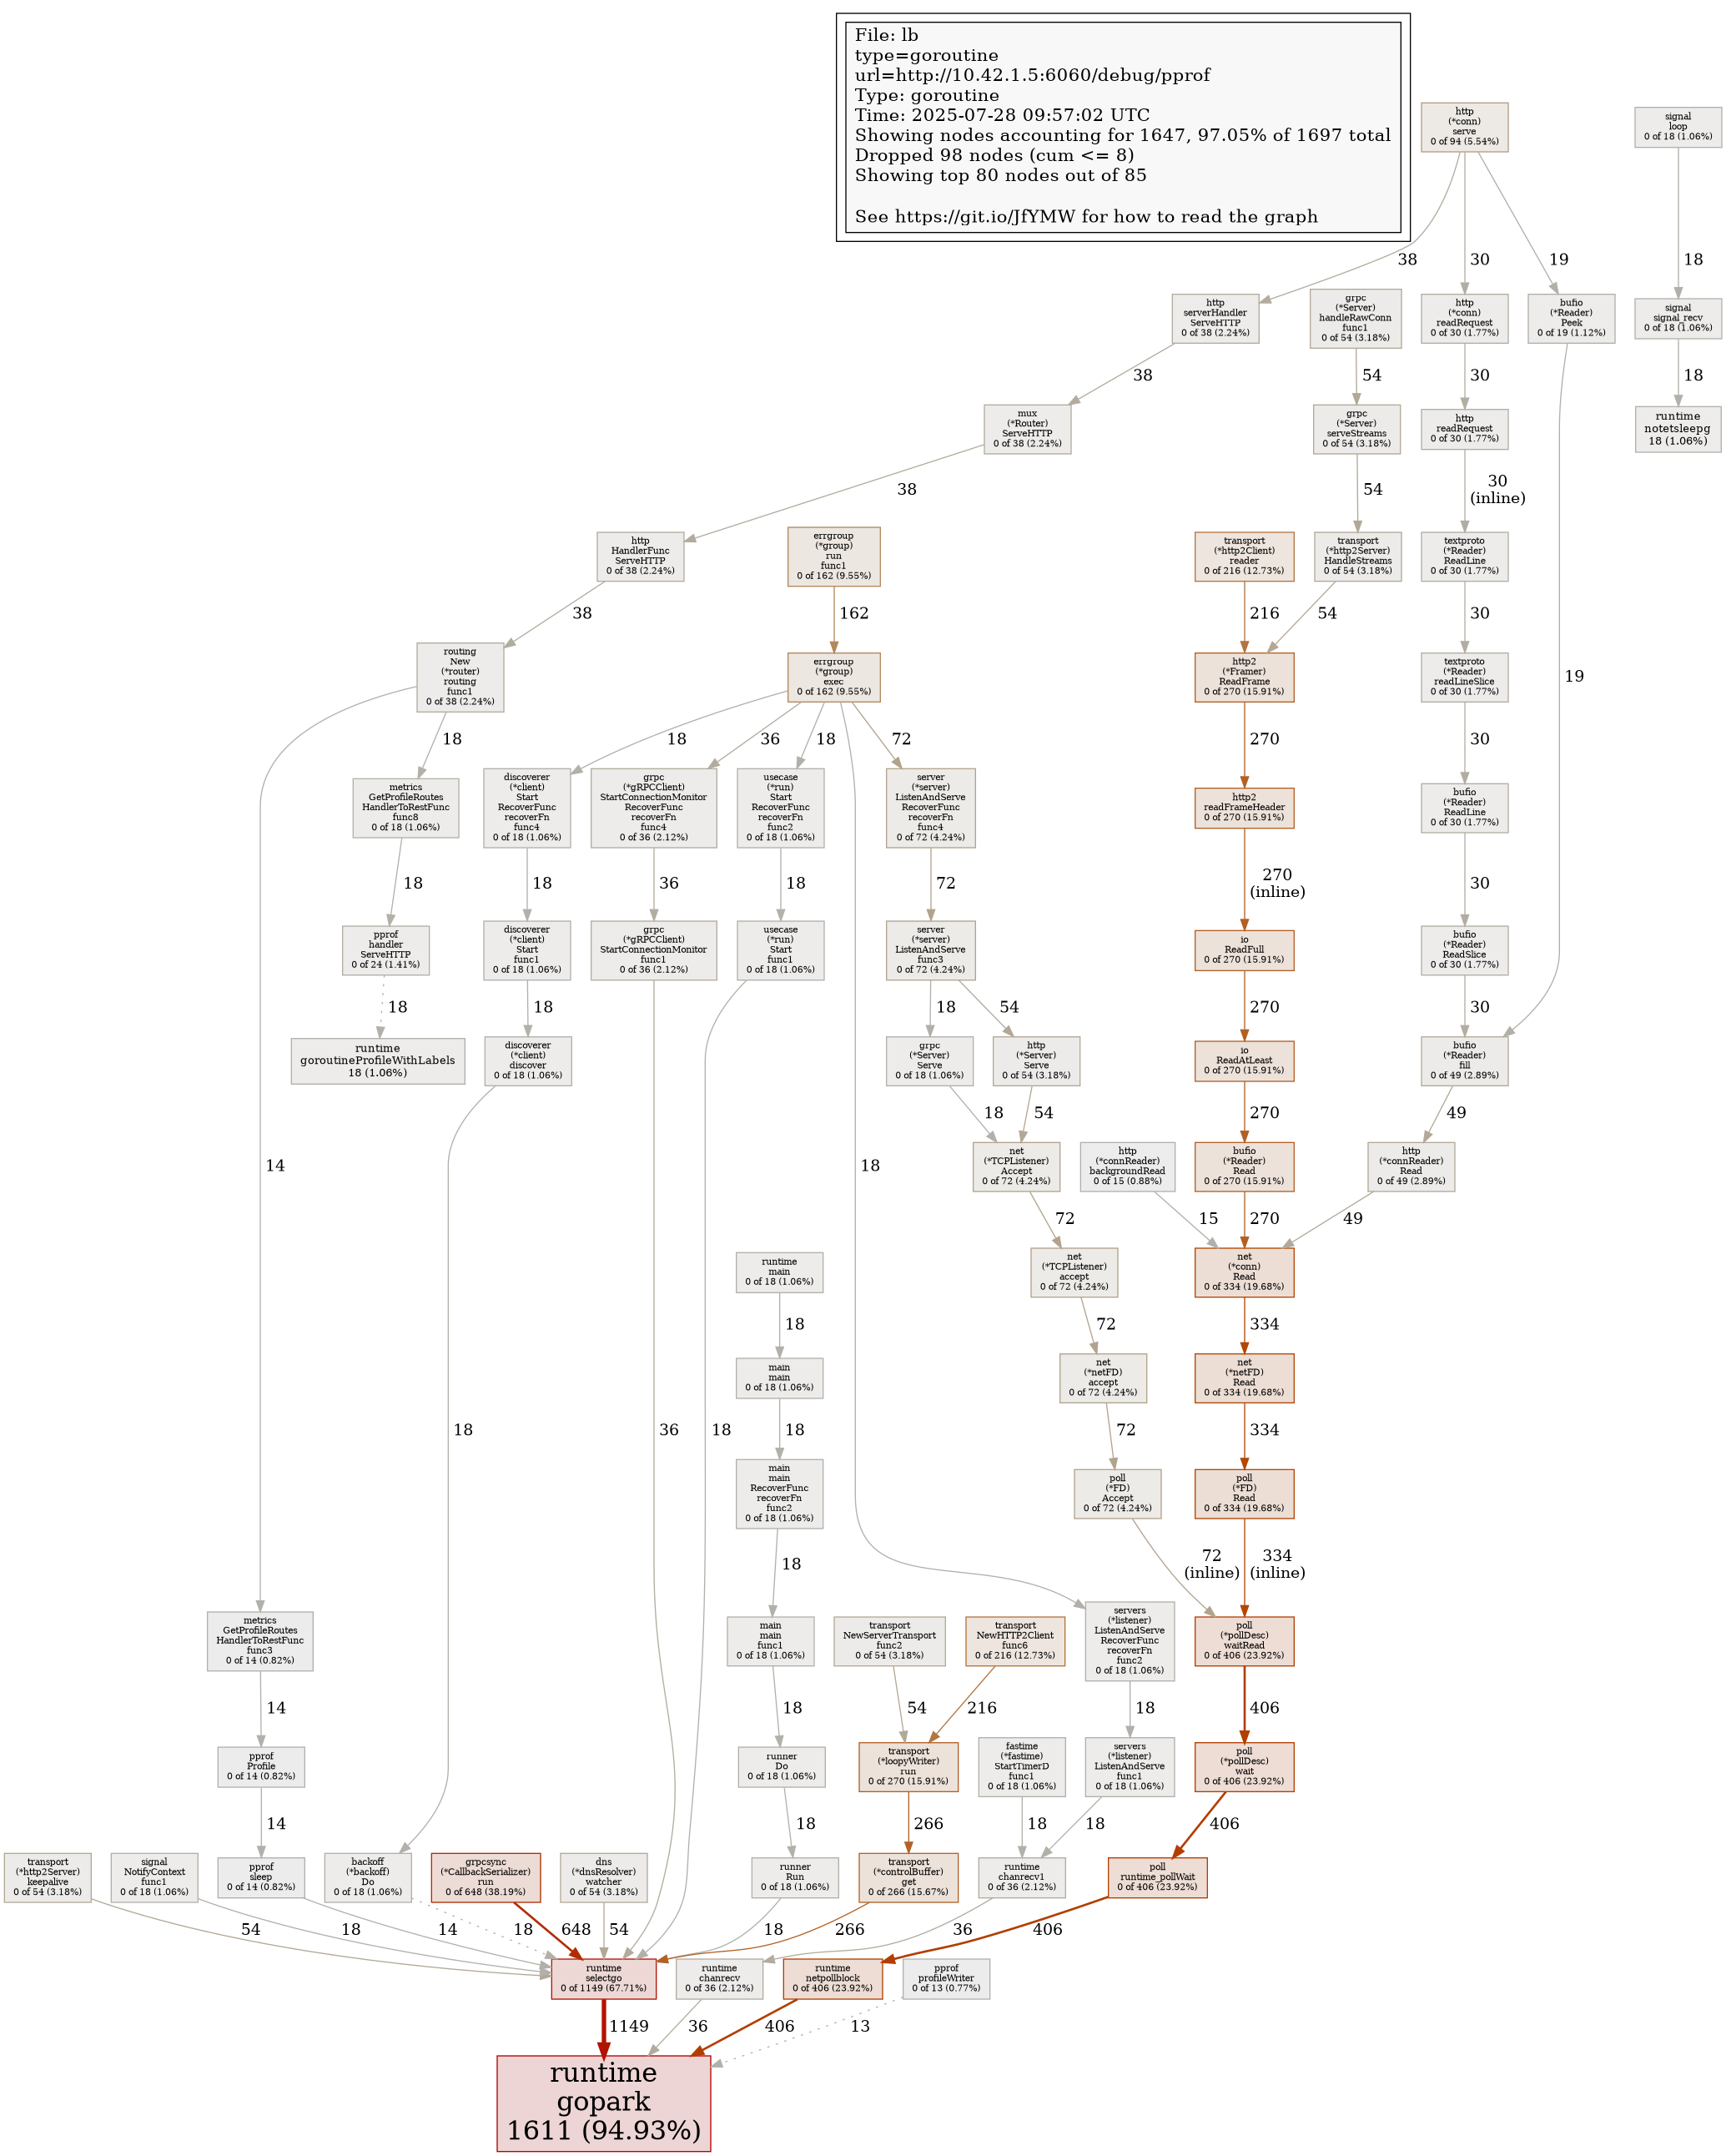 File: lb
type=goroutine
url=http://10.42.1.5:6060/debug/pprof
Type: goroutine
Time: 2025-07-28 09:57:02 UTC
Showing nodes accounting for 1647, 97.05% of 1697 total
Dropped 98 nodes (cum <= 8)
Showing top 80 nodes out of 85
See https://git.io/JfYMW for how to read the graph
http
(*conn)
serve
0 of 94 (5.54%)
signal
loop
0 of 18 (1.06%)
38
30
19
18
http
serverHandler
ServeHTTP
0 of 38 (2.24%)
grpc
(*Server)
handleRawConn
func1
0 of 54 (3.18%)
http
(*conn)
readRequest
0 of 30 (1.77%)
bufio
(*Reader)
Peek
0 of 19 (1.12%)
signal
signal_recv
0 of 18 (1.06%)
38
54
30
18
mux
(*Router)
ServeHTTP
0 of 38 (2.24%)
grpc
(*Server)
serveStreams
0 of 54 (3.18%)
http
readRequest
0 of 30 (1.77%)
runtime
notetsleepg
18 (1.06%)
38
54
30
(inline)
http
HandlerFunc
ServeHTTP
0 of 38 (2.24%)
errgroup
(*group)
run
func1
0 of 162 (9.55%)
transport
(*http2Client)
reader
0 of 216 (12.73%)
transport
(*http2Server)
HandleStreams
0 of 54 (3.18%)
textproto
(*Reader)
ReadLine
0 of 30 (1.77%)
38
162
216
54
30
19
routing
New
(*router)
routing
func1
0 of 38 (2.24%)
errgroup
(*group)
exec
0 of 162 (9.55%)
http2
(*Framer)
ReadFrame
0 of 270 (15.91%)
textproto
(*Reader)
readLineSlice
0 of 30 (1.77%)
18
18
36
18
72
270
30
metrics
GetProfileRoutes
HandlerToRestFunc
func8
0 of 18 (1.06%)
discoverer
(*client)
Start
RecoverFunc
recoverFn
func4
0 of 18 (1.06%)
grpc
(*gRPCClient)
StartConnectionMonitor
RecoverFunc
recoverFn
func4
0 of 36 (2.12%)
usecase
(*run)
Start
RecoverFunc
recoverFn
func2
0 of 18 (1.06%)
server
(*server)
ListenAndServe
RecoverFunc
recoverFn
func4
0 of 72 (4.24%)
http2
readFrameHeader
0 of 270 (15.91%)
bufio
(*Reader)
ReadLine
0 of 30 (1.77%)
18
18
36
18
72
270
(inline)
30
pprof
handler
ServeHTTP
0 of 24 (1.41%)
discoverer
(*client)
Start
func1
0 of 18 (1.06%)
grpc
(*gRPCClient)
StartConnectionMonitor
func1
0 of 36 (2.12%)
usecase
(*run)
Start
func1
0 of 18 (1.06%)
server
(*server)
ListenAndServe
func3
0 of 72 (4.24%)
io
ReadFull
0 of 270 (15.91%)
bufio
(*Reader)
ReadSlice
0 of 30 (1.77%)
18
18
18
54
270
30
runtime
goroutineProfileWithLabels
18 (1.06%)
discoverer
(*client)
discover
0 of 18 (1.06%)
grpc
(*Server)
Serve
0 of 18 (1.06%)
http
(*Server)
Serve
0 of 54 (3.18%)
io
ReadAtLeast
0 of 270 (15.91%)
bufio
(*Reader)
fill
0 of 49 (2.89%)
18
54
270
49
14
18
net
(*TCPListener)
Accept
0 of 72 (4.24%)
http
(*connReader)
backgroundRead
0 of 15 (0.88%)
bufio
(*Reader)
Read
0 of 270 (15.91%)
http
(*connReader)
Read
0 of 49 (2.89%)
72
15
270
49
runtime
main
0 of 18 (1.06%)
net
(*TCPListener)
accept
0 of 72 (4.24%)
net
(*conn)
Read
0 of 334 (19.68%)
18
72
334
main
main
0 of 18 (1.06%)
net
(*netFD)
accept
0 of 72 (4.24%)
net
(*netFD)
Read
0 of 334 (19.68%)
18
36
18
18
72
334
main
main
RecoverFunc
recoverFn
func2
0 of 18 (1.06%)
poll
(*FD)
Accept
0 of 72 (4.24%)
poll
(*FD)
Read
0 of 334 (19.68%)
18
72
(inline)
334
(inline)
metrics
GetProfileRoutes
HandlerToRestFunc
func3
0 of 14 (0.82%)
main
main
func1
0 of 18 (1.06%)
transport
NewServerTransport
func2
0 of 54 (3.18%)
transport
NewHTTP2Client
func6
0 of 216 (12.73%)
servers
(*listener)
ListenAndServe
RecoverFunc
recoverFn
func2
0 of 18 (1.06%)
poll
(*pollDesc)
waitRead
0 of 406 (23.92%)
14
18
54
216
18
406
pprof
Profile
0 of 14 (0.82%)
runner
Do
0 of 18 (1.06%)
transport
(*loopyWriter)
run
0 of 270 (15.91%)
fastime
(*fastime)
StartTimerD
func1
0 of 18 (1.06%)
servers
(*listener)
ListenAndServe
func1
0 of 18 (1.06%)
poll
(*pollDesc)
wait
0 of 406 (23.92%)
14
18
266
18
18
406
transport
(*http2Server)
keepalive
0 of 54 (3.18%)
signal
NotifyContext
func1
0 of 18 (1.06%)
pprof
sleep
0 of 14 (0.82%)
backoff
(*backoff)
Do
0 of 18 (1.06%)
grpcsync
(*CallbackSerializer)
run
0 of 648 (38.19%)
dns
(*dnsResolver)
watcher
0 of 54 (3.18%)
runner
Run
0 of 18 (1.06%)
transport
(*controlBuffer)
get
0 of 266 (15.67%)
runtime
chanrecv1
0 of 36 (2.12%)
poll
runtime_pollWait
0 of 406 (23.92%)
54
18
14
18
648
54
18
266
36
406
runtime
selectgo
0 of 1149 (67.71%)
runtime
chanrecv
0 of 36 (2.12%)
runtime
netpollblock
0 of 406 (23.92%)
pprof
profileWriter
0 of 13 (0.77%)
1149
36
406
13
runtime
gopark
1611 (94.93%)